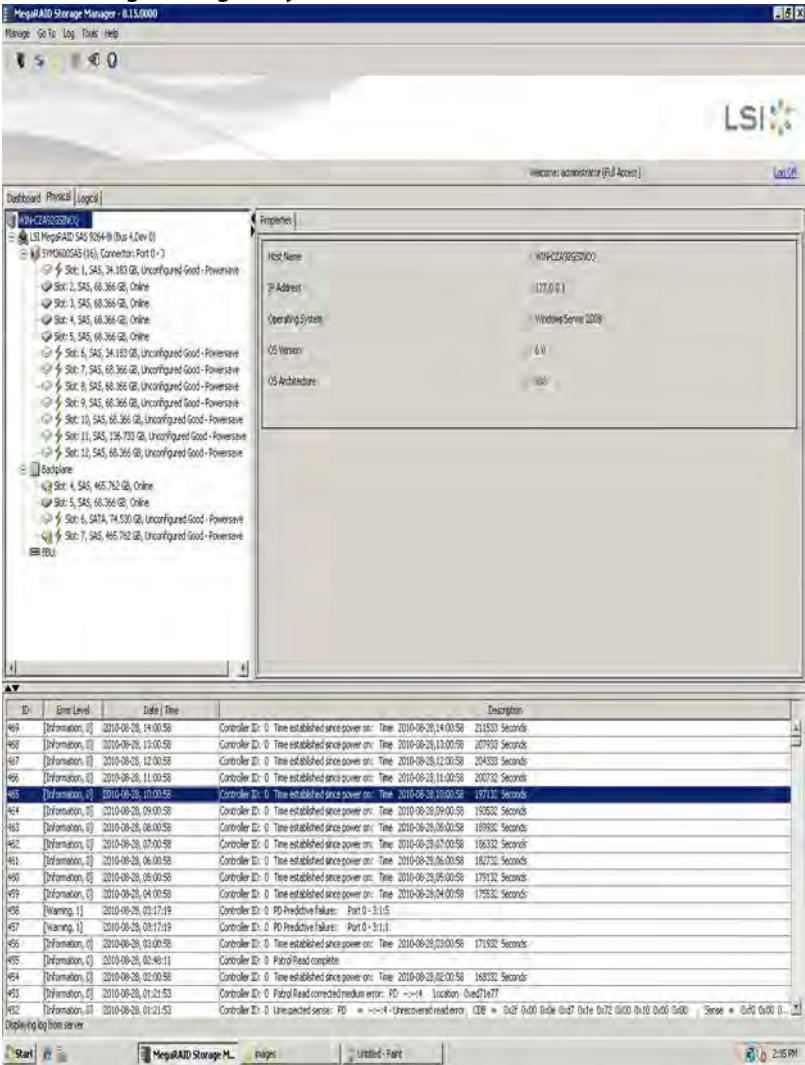 MegaRAID Storage Manager - 8.15.0000
Manage Go To Log Tools Help
LSI
Welcome: administrator (Full Access)
Log Off
Dashboard Physical Logical
Properties
LSI MegaRAID SAS 9264-8i (Bus 4,Dev 0)
(16), Connector: Port 0 - 3
Slot: 1, SAS, 34.183 GB, Unconfigured Good - Powersave
Slot: 2, SAS, 68.366 GB, Online
Slot: 3, SAS, 68.366 GB, Online
Slot: 4, SAS, 68.366 GB, Online
Slot: 5, SAS, 68.366 GB, Online
Slot: 6, SAS, 34.183 GB, Unconfigured Good - Powersave
Slot: 7, SAS, 68.366 GB, Unconfigured Good - Powersave
Slot: 8, SAS, 68.366 GB, Unconfigured Good - Powersave
Slot: 9, SAS, 68.366 GB, Unconfigured Good - Powersave
Slot: 10, SAS, 68.366 GB, Unconfigured Good - Powersave
Slot: 11, SAS, 136.733 GB, Unconfigured Good - Powersave
Slot: 12, SAS, 68.366 GB, Unconfigured Good - Powersave
Backplane
Slot: 4, SAS, 465.762 GB, Online
Slot: 5, SAS, 68.366 GB, Online
Slot: 6, SATA, 74.530 GB, Unconfigured Good - Powersave
Slot: 7, SAS, 465.762 GB, Unconfigured Good - Powersave
BBU
Host Name
IP Address : 127.0.0.1
Operating System : Windows Server 2008
OS Version : 6.0
OS Architecture : x86
ID Error Level Date | Time Description
469 [Information, 0] 2010-08-28, 14:00:58 Controller ID: 0 Time established since power on: Time 2010-08-28,14:00:58 211533 Seconds
468 [Information, 0] 2010-08-28, 13:00:58 Controller ID: 0 Time established since power on: Time 2010-08-28,13:00:58 207933 Seconds
467 [Information, 0] 2010-08-28, 12:00:58 Controller ID: 0 Time established since power on: Time 2010-08-28,12:00:58 204333 Seconds
466 [Information, 0] 2010-08-28, 11:00:58 Controller ID: 0 Time established since power on: Time 2010-08-28,11:00:58 200732 Seconds
465 [Information, 0] 2010-08-28, 10:00:58 Controller ID: 0 Time established since power on: Time 2010-08-28,10:00:58 197132 Seconds
464 [Information, 0] 2010-08-28, 09:00:58 Controller ID: 0 Time established since power on: Time 2010-08-28,09:00:58 193532 Seconds
463 [Information, 0] 2010-08-28, 08:00:58 Controller ID: 0 Time established since power on: Time 2010-08-28,08:00:58 189932 Seconds
462 [Information, 0] 2010-08-28, 07:00:58 Controller ID: 0 Time established since power on: Time 2010-08-28,07:00:58 186332 Seconds
461 [Information, 0] 2010-08-28, 06:00:58 Controller ID: 0 Time established since power on: Time 2010-08-28,06:00:58 182732 Seconds
460 [Information, 0] 2010-08-28, 05:00:58 Controller ID: 0 Time established since power on: Time 2010-08-28,05:00:58 179132 Seconds
459 [Information, 0] 2010-08-28, 04:00:58 Controller ID: 0 Time established since power on: Time 2010-08-28,04:00:58 175532 Seconds
458 [Warning, 1] 2010-08-28, 03:17:19 Controller ID: 0 PD Predictive failure: Port 0 - 3:1:5
457 [Warning, 1] 2010-08-28, 03:17:19 Controller ID: 0 PD Predictive failure: Port 0 - 3:1:1
456 [Information, 0] 2010-08-28, 03:00:58 Controller ID: 0 Time established since power on: Time 2010-08-28,03:00:58 171932 Seconds
455 [Information, 0] 2010-08-28, 02:48:11 Controller ID: 0 Patrol Read complete
454 [Information, 0] 2010-08-28, 02:00:58 Controller ID: 0 Time established since power on: Time 2010-08-28,02:00:58 168332 Seconds
453 [Information, 0] 2010-08-28, 01:21:53 Controller ID: 0 Patrol Read corrected medium error: PD -:-:4 Location 0xed71e77
452 [Information, 0] 2010-08-28, 01:21:53 Controller ID: 0 Unexpected sense: PD = -:-:4 - Unrecovered read error, CDB = 0x2f 0x00 0x0e 0xd7 0x1e 0x72 0x00 0x10 0x00 0x00 , Sense = 0xf0 0x00 0...
Displaying log from server
Start MegaRAID Storage M... images Untitled - Paint 2:35 PM